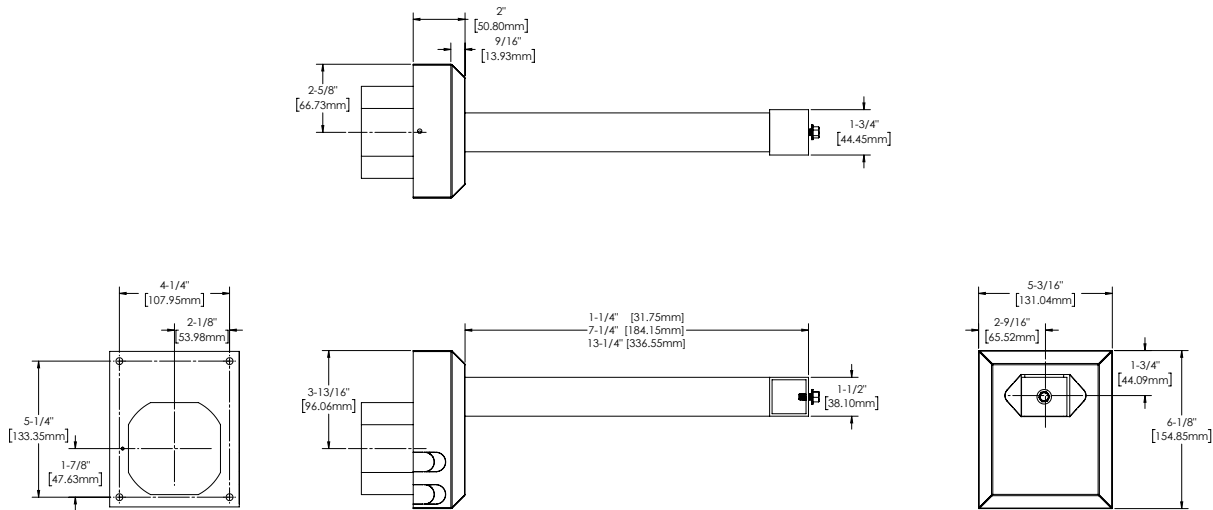 2"
[50.80mm]
9/16"
[13.93mm]
2-5/8"
[66.73mm]
1-3/4"
[44.45mm]
4-1/4"
[107.95mm]
2-1/8"
[53.98mm]
5-1/4"
[133.35mm]
1-7/8"
[47.63mm]
1-1/4" [31.75mm]
7-1/4" [184.15mm]
13-1/4" [336.55mm]
3-13/16"
[96.06mm]
1-1/2"
[38.10mm]
5-3/16"
[131.04mm]
2-9/16"
[65.52mm]
1-3/4"
[44.09mm]
6-1/8"
[154.85mm]